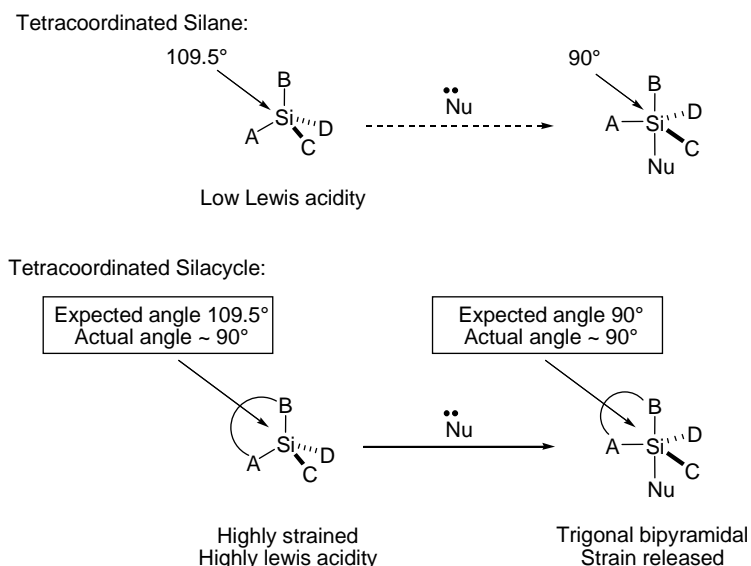 Tetracoordinated Silane:
109.5°
B
Si
A
D
C
Nu
90°
B
D
A
Si
C
Nu
Low Lewis acidity
Tetracoordinated Silacycle:
Expected angle 109.5°
Actual angle ~ 90°
Expected angle 90°
Actual angle ~ 90°
B
Si
A
D
C
Nu
B
D
A
Si
C
Nu
Highly strained
Highly lewis acidity
Trigonal bipyramidal
Strain released